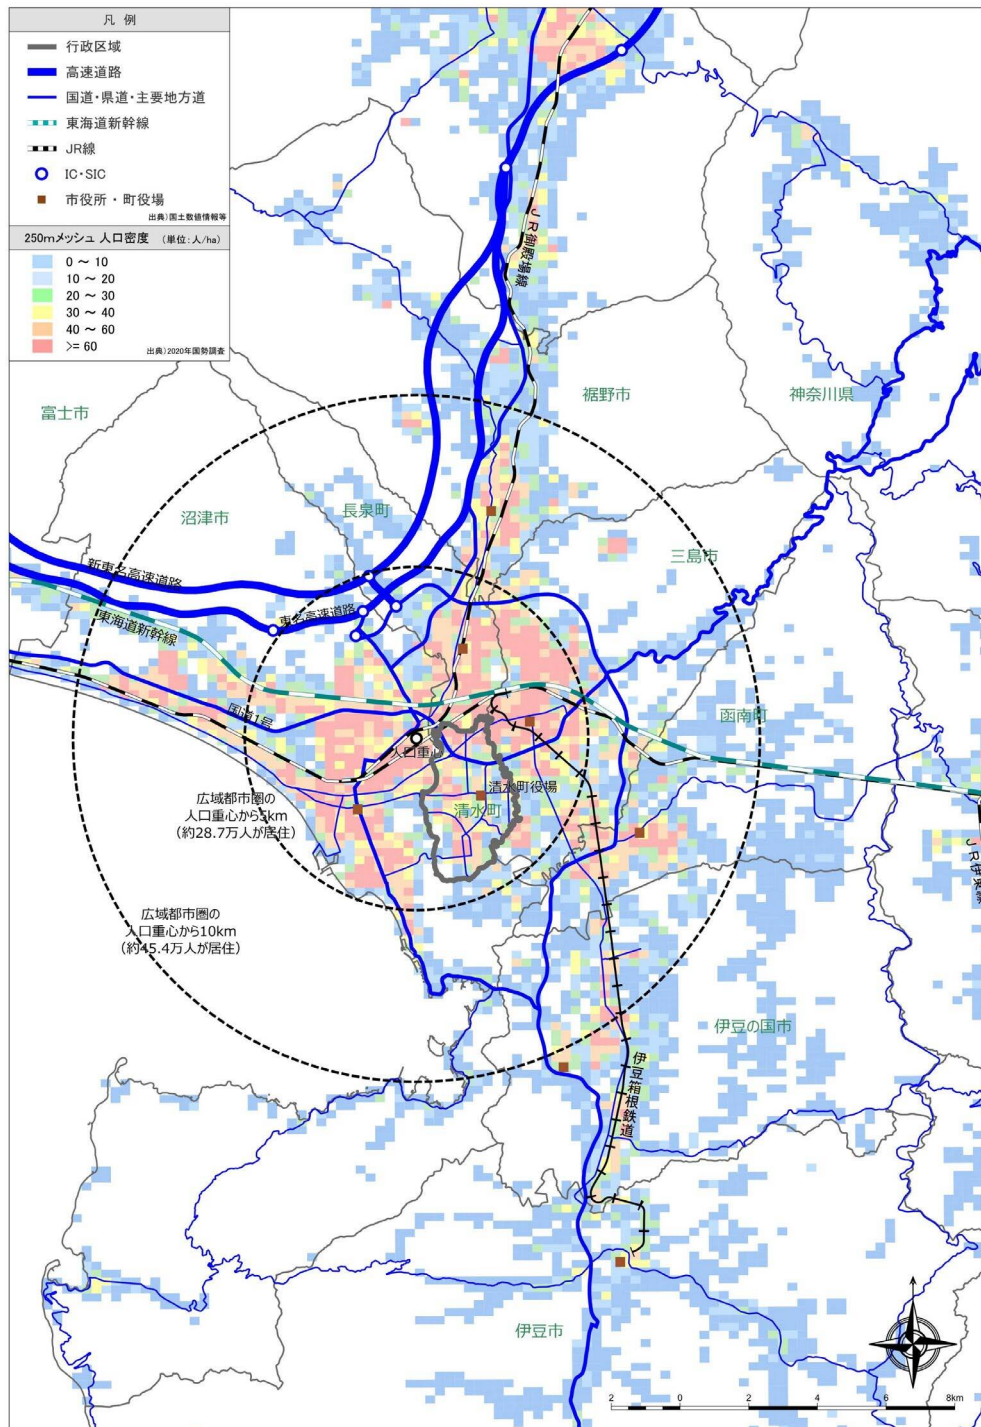 凡 例
行政区域
高速道路
国道・県道・主要地方道
東海道新幹線
JR線
IC・SIC
市役所・町役場
出典)国土数値情報等
250mメッシュ 人口密度 (単位:人/ha)
0 ～ 10
10 ～ 20
20 ～ 30
30 ～ 40
40 ～ 60
>= 60
出典)2020年国勢調査
JR御殿場線
富士市
裾野市
神奈川県
沼津市
長泉町
三島市
新東名高速道路
東名高速道路
東海道新幹線
国道1号
函南町
人口重心
清水町役場
清水町
広域都市圏の
人口重心から5km
(約28.7万人が居住)
JR伊東線
広域都市圏の
人口重心から10km
(約45.4万人が居住)
伊豆の国市
伊豆箱根鉄道
伊豆市
2 0 2 4 6 8km